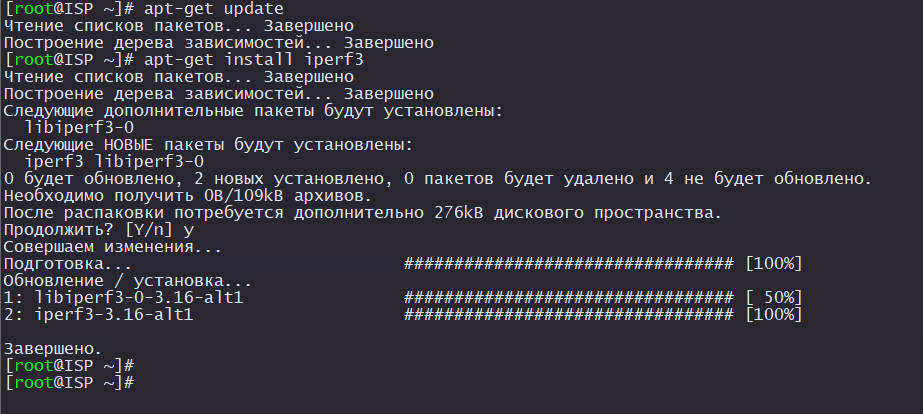 [root@ISP ~]# apt-get update
Чтение списков пакетов... Завершено
Построение дерева зависимостей... Завершено
[root@ISP ~]# apt-get install iperf3
Чтение списков пакетов... Завершено
Построение дерева зависимостей... Завершено
Следующие дополнительные пакеты будут установлены:
  libiperf3-0
Следующие НОВЫЕ пакеты будут установлены:
  iperf3 libiperf3-0
0 будет обновлено, 2 новых установлено, 0 пакетов будет удалено и 4 не будет обновлено.
Необходимо получить 0B/109kB архивов.
После распаковки потребуется дополнительно 276kB дискового пространства.
Продолжить? [Y/n] y
Совершаем изменения...
Подготовка... ################################# [100%]
Обновление / установка...
1: libiperf3-0-3.16-alt1 ################################# [ 50%]
2: iperf3-3.16-alt1 ################################# [100%]
Завершено.
[root@ISP ~]#
[root@ISP ~]#